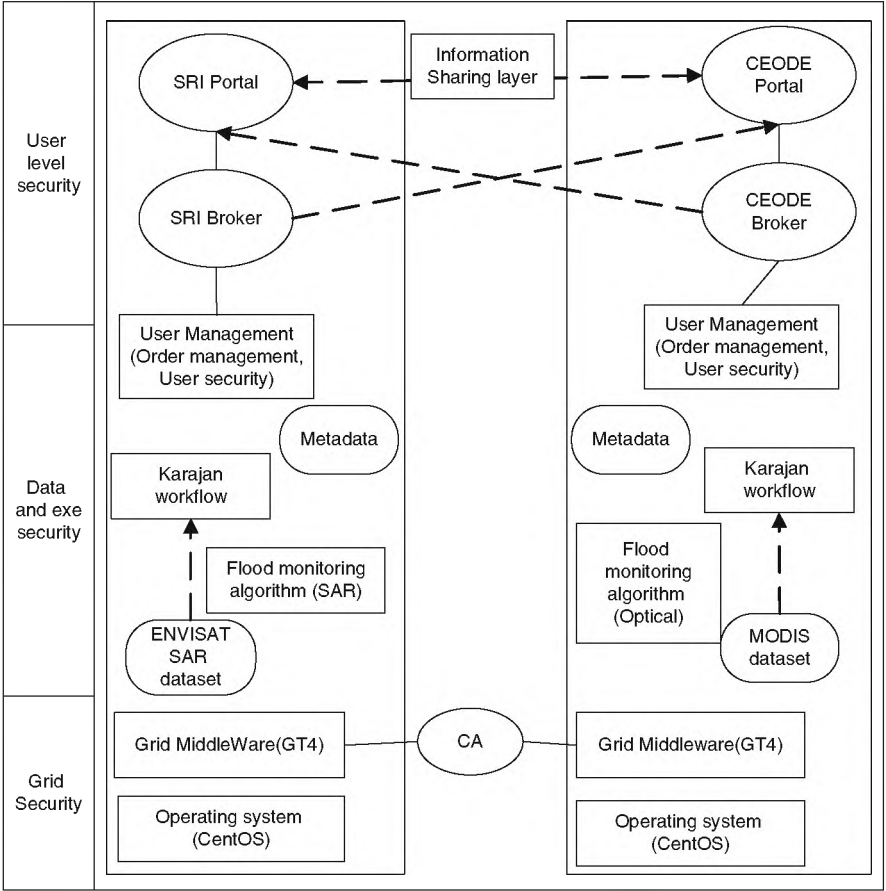 User
level
security
Data
and exe
security
Grid
Security
SRI Portal
SRI Broker
User Management
(Order management,
User security)
Metadada
Karajan
workflow
Flood monitoring
algorithm (SAR)
ENVISAT
SAR
dataset
Grid MiddleWare(GT4)
Operating system
(CentOS)
Information
Sharing layer
CA
CEODE
Portal
CEODE
Broker
User Management
(Order management,
User security)
Metadada
Karajan
workflow
Flood
monitoring
algorithm
(Optical)
MODIS
dataset
Grid Middleware(GT4)
Operating system
(CentOS)